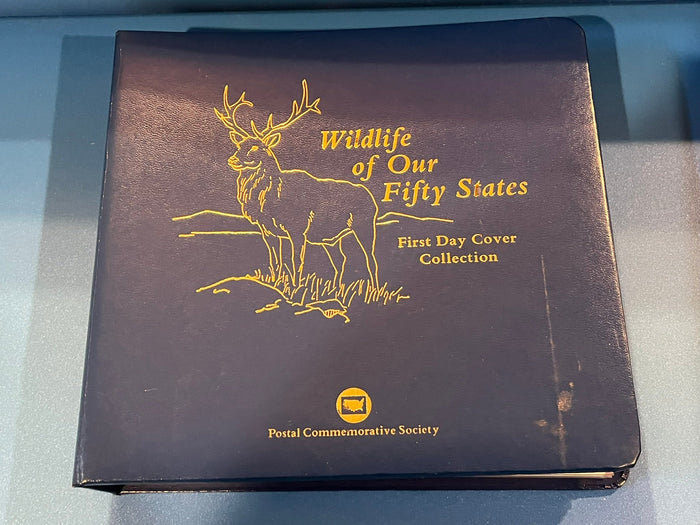 Wildlife
of Our
Fifty States
First Day Cover
Collection
Postal Commemorative Society